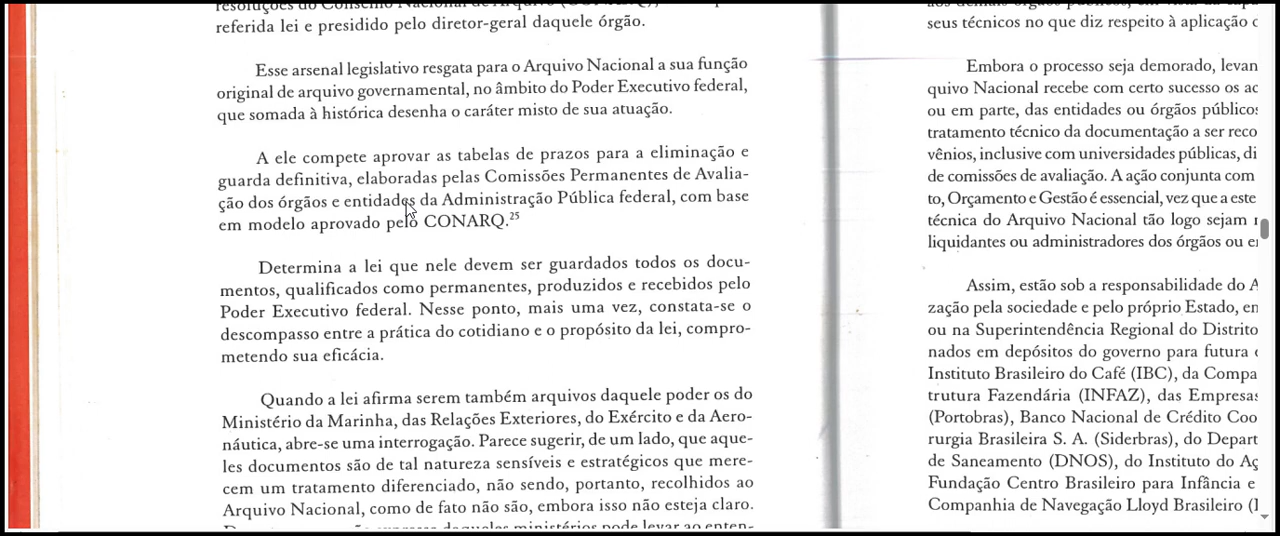 referida lei e presidido pelo diretor-geral daquele órgão.
Esse arsenal legislativo resgata para o Arquivo Nacional a sua função
original de arquivo governamental, no âmbito do Poder Executivo federal,
que somada à histórica desenha o caráter misto de sua atuação.
A ele compete aprovar as tabelas de prazos para a eliminação e
guarda definitiva, elaboradas pelas Comissões Permanentes de Avalia-
ção dos órgãos e entidades da Administração Pública federal, com base
em modelo aprovado pelo CONARQ.25
Determina a lei que nele devem ser guardados todos os docu-
mentos, qualificados como permanentes, produzidos e recebidos pelo
Poder Executivo federal. Nesse ponto, mais uma vez, constata-se o
descompasso entre a prática do cotidiano e o propósito da lei, compro-
metendo sua eficácia.
Quando a lei afirma serem também arquivos daquele poder os do
Ministério da Marinha, das Relações Exteriores, do Exército e da Aero-
náutica, abre-se uma interrogação. Parece sugerir, de um lado, que aque-
les documentos são de tal natureza sensíveis e estratégicos que mere-
cem um tratamento diferenciado, não sendo, portanto, recolhidos ao
Arquivo Nacional, como de fato não são, embora isso não esteja claro.
seus técnicos no que diz respeito à aplicação
Embora o processo seja demorado, levan
quivo Nacional recebe com certo sucesso os ac
ou em parte, das entidades ou órgãos públicos
tratamento técnico da documentação a ser reco
vênios, inclusive com universidades públicas, di
de comissões de avaliação. A ação conjunta com
to, Orçamento e Gestão é essencial, vez que a este
técnica do Arquivo Nacional tão logo sejam
liquidantes ou administradores dos órgãos ou
Assim, estão sob a responsabilidade do A
zação pela sociedade e pelo próprio Estado, en
ou na Superintendência Regional do Distrito
nados em depósitos do governo para futura
Instituto Brasileiro do Café (IBC), da Compa
trutura Fazendária (INFAZ), das Empresas
(Portobras), Banco Nacional de Crédito Coo
rurgia Brasileira S. A. (Siderbras), do Depart
de Saneamento (DNOS), do Instituto do Aç
Fundação Centro Brasileiro para Infância e
Companhia de Navegação Lloyd Brasileiro